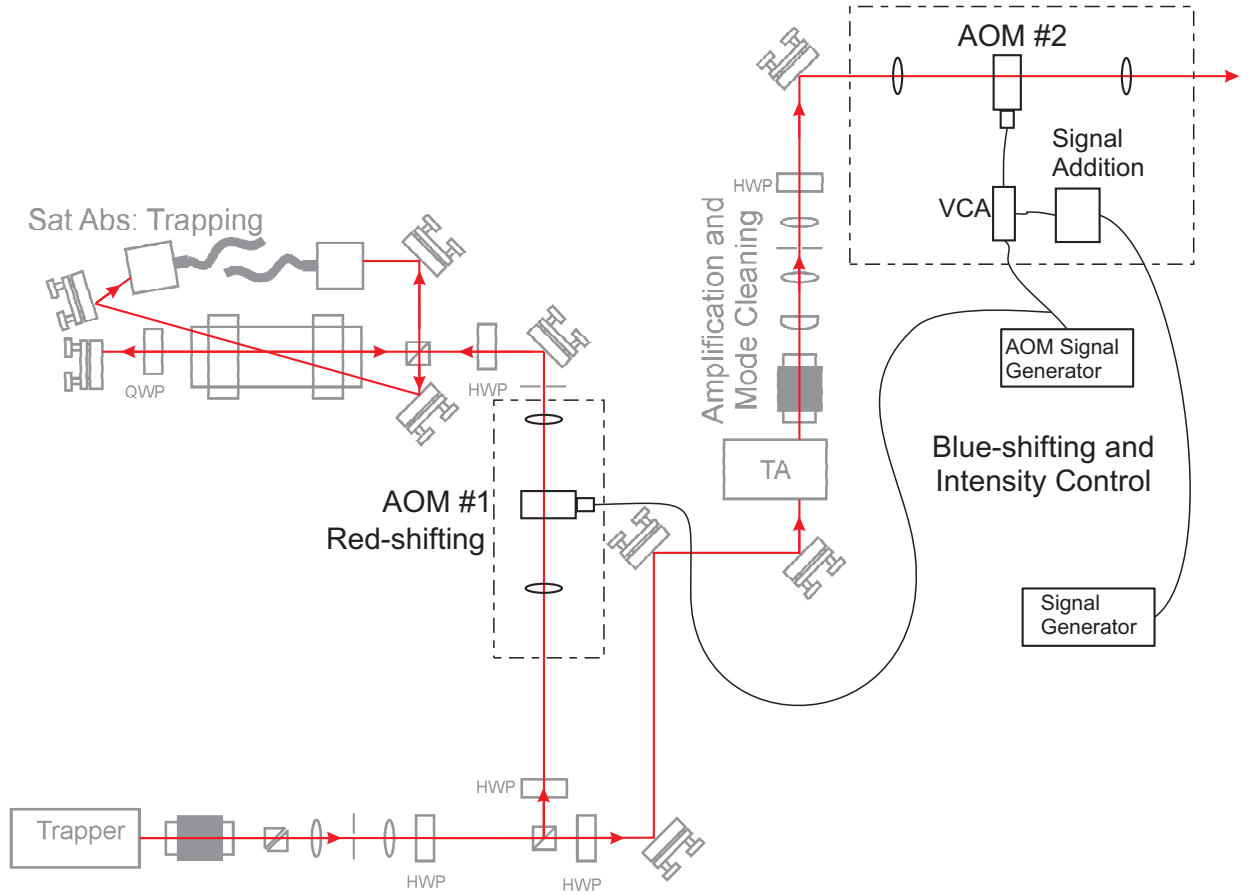 AOM #2
Signal
Addition
HWP
VCA
Sat Abs: Trapping
Amplification and
Mode Cleaning
AOM Signal
Generator
QWP
HWP
Blue-shifting and
Intensity Control
TA
AOM #1
Red-shifting
Signal
Generator
HWP
Trapper
HWP
HWP